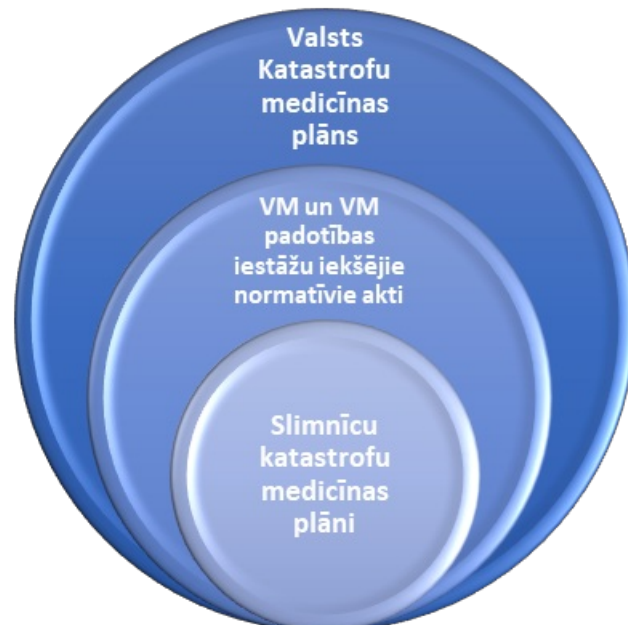 Valsts
Katastrofu
medicīnas
plāns
VM un VM
padotības
iestāžu iekšējie
normatīvie akti
Slimnīcu
katastrofu
medicīnas
plāni